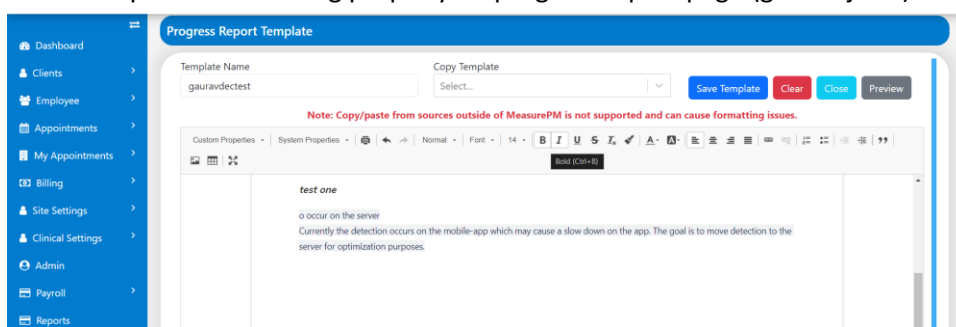 Progress Report Template
Dashboard
Clients
Employee
Appointments
My Appointments
Billing
Site Settings
Clinical Settings
Admin
Payroll
Reports
Template Name
Copy Template
gauravdectest
Select...
Save Template
Clear
Close
Preview
Note: Copy/paste from sources outside of MeasurePM is not supported and can cause formatting issues.
Custom Properties
System Properties
Normal
Font
14
B I U S
Bold (Ctrl+B)
test one
o occur on the server
Currently the detection occurs on the mobile-app which may cause a slow down on the app. The goal is to move detection to the
server for optimization purposes.